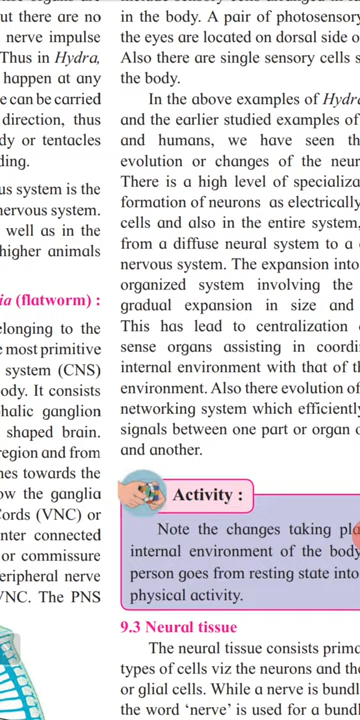 ut there are no
nerve impulse
Thus in Hydra,
happen at any
e can be carried
direction, thus
dy or tentacles
ding.
us system is the
nervous system.
well as in the
higher animals
ia (flatworm) :
elonging to the
e most primitive
system (CNS)
ody. It consists
phalic ganglion
shaped brain.
region and from
nes towards the
ow the ganglia
Cords (VNC) or
nter connected
or commissure
eripheral nerve
VNC. The PNS
in the body. A pair of photosensory
the eyes are located on dorsal side o
Also there are single sensory cells s
the body.
In the above examples of Hydr
and the earlier studied examples of
and humans, we have seen th
evolution or changes of the neur
There is a high level of specializa
formation of neurons as electrically
cells and also in the entire system,
from a diffuse neural system to a
nervous system. The expansion into
organized system involving the
gradual expansion in size and
This has lead to centralization
sense organs assisting in coordi
internal environment with that of th
environment. Also there evolution of
networking system which efficiently
signals between one part or organ o
and another.
Activity :
Note the changes taking pla
internal environment of the body
person goes from resting state into
physical activity.
9.3 Neural tissue
The neural tissue consists prima
types of cells viz the neurons and the
or glial cells. While a nerve is bundl
the word 'nerve' is used for a bundl